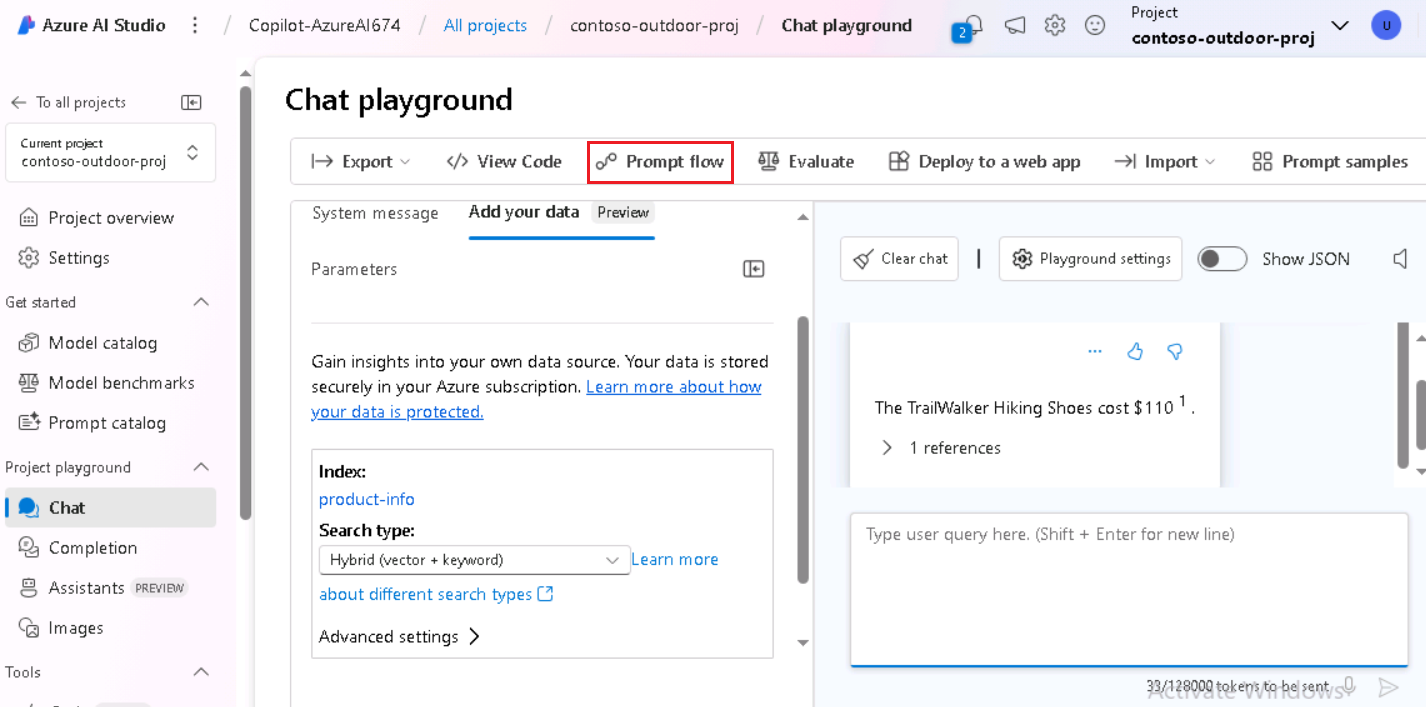 Azure AI Studio / Copilot-AzureAI674 / All projects / contoso-outdoor-proj / Chat playground
2
Project
contoso-outdoor-proj
U
To all projects
Current project
contoso-outdoor-proj
Project overview
Settings
Get started
Model catalog
Model benchmarks
Prompt catalog
Project playground
Chat
Completion
Assistants PREVIEW
Images
Tools
Chat playground
Export View Code Prompt flow Evaluate Deploy to a web app Import Prompt samples
System message Add your data Preview
Parameters
Gain insights into your own data source. Your data is stored
securely in your Azure subscription. Learn more about how
your data is protected.
Index:
product-info
Search type:
Hybrid (vector + keyword) Learn more
about different search types
Advanced settings
Clear chat | Playground settings Show JSON
The TrailWalker Hiking Shoes cost $110 1 .
1 references
Type user query here. (Shift + Enter for new line)
33/128000 tokens to be sent
Activate Windows